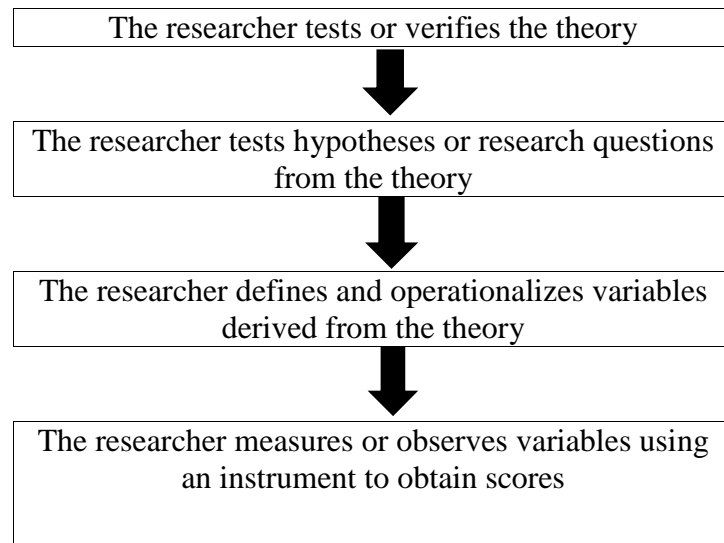 The researcher tests or verifies the theory
The researcher tests hypotheses or research questions
from the theory
The researcher defines and operationalizes variables
derived from the theory
The researcher measures or observes variables using
an instrument to obtain scores